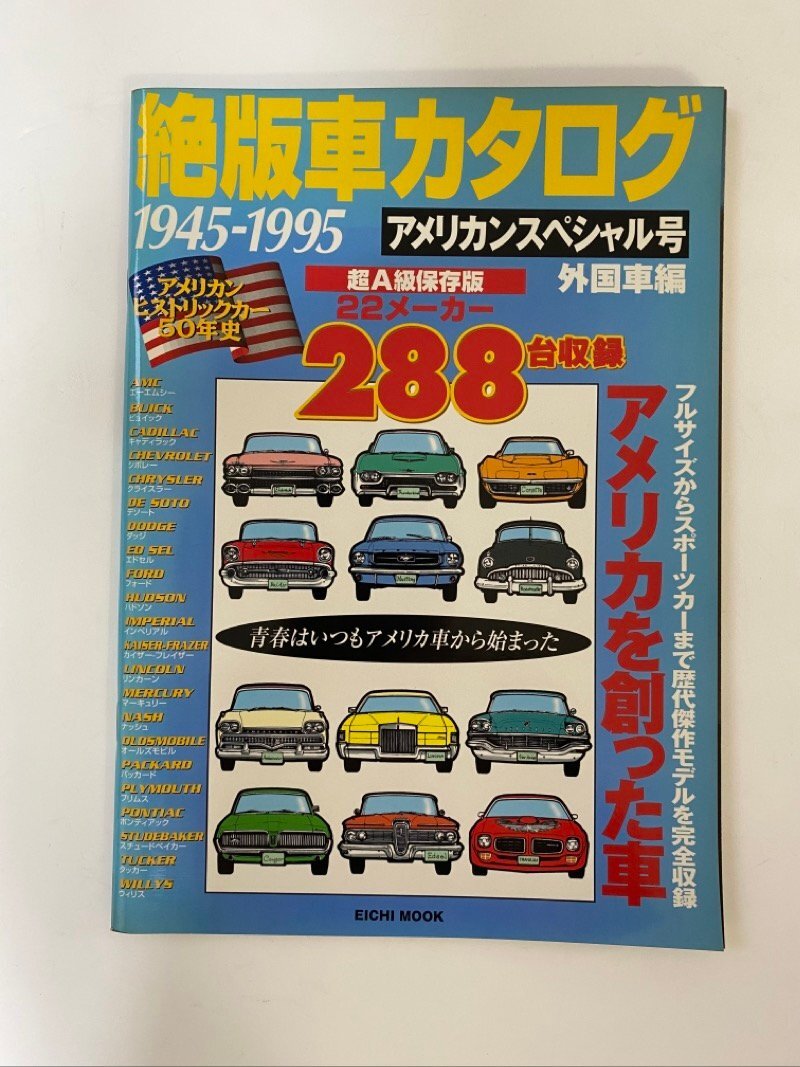 絶版車カタログ
1945-1995
アメリカンスペシャル号
アメリカン
ヒストリックカー
50年史
超A級保存版
外国車編
22メーカー
288台収録
フルサイズからスポーツカーまで歴代傑作モデルを完全収録
アメリカを創った車
AMC
エーエムシー
BUICK
ビュイック
CADILLAC
キャディラック
CHEVROLET
シボレー
CHRYSLER
クライスラー
DE SOTO
デソート
DODGE
ダッジ
ED SEL
エドセル
FORD
フォード
HUDSON
ハドソン
IMPERIAL
インペリアル
KAISER-FRAZER
カイザー・フレイザー
LINCOLN
リンカーン
MERCURY
マーキュリー
NASH
ナッシュ
OLDSMOBILE
オールズモビル
PACKARD
パッカード
PLYMOUTH
プリムス
PONTIAC
ポンティアック
STUDEBAKER
スチュードベイカー
TUCKER
タッカー
WILLYS
ウィリス
Thunderbird
Corvette
Bel Air
Mustang
青春はいつもアメリカ車から始まった
Cougar
Edsel
TRANS AM
EICHI MOOK